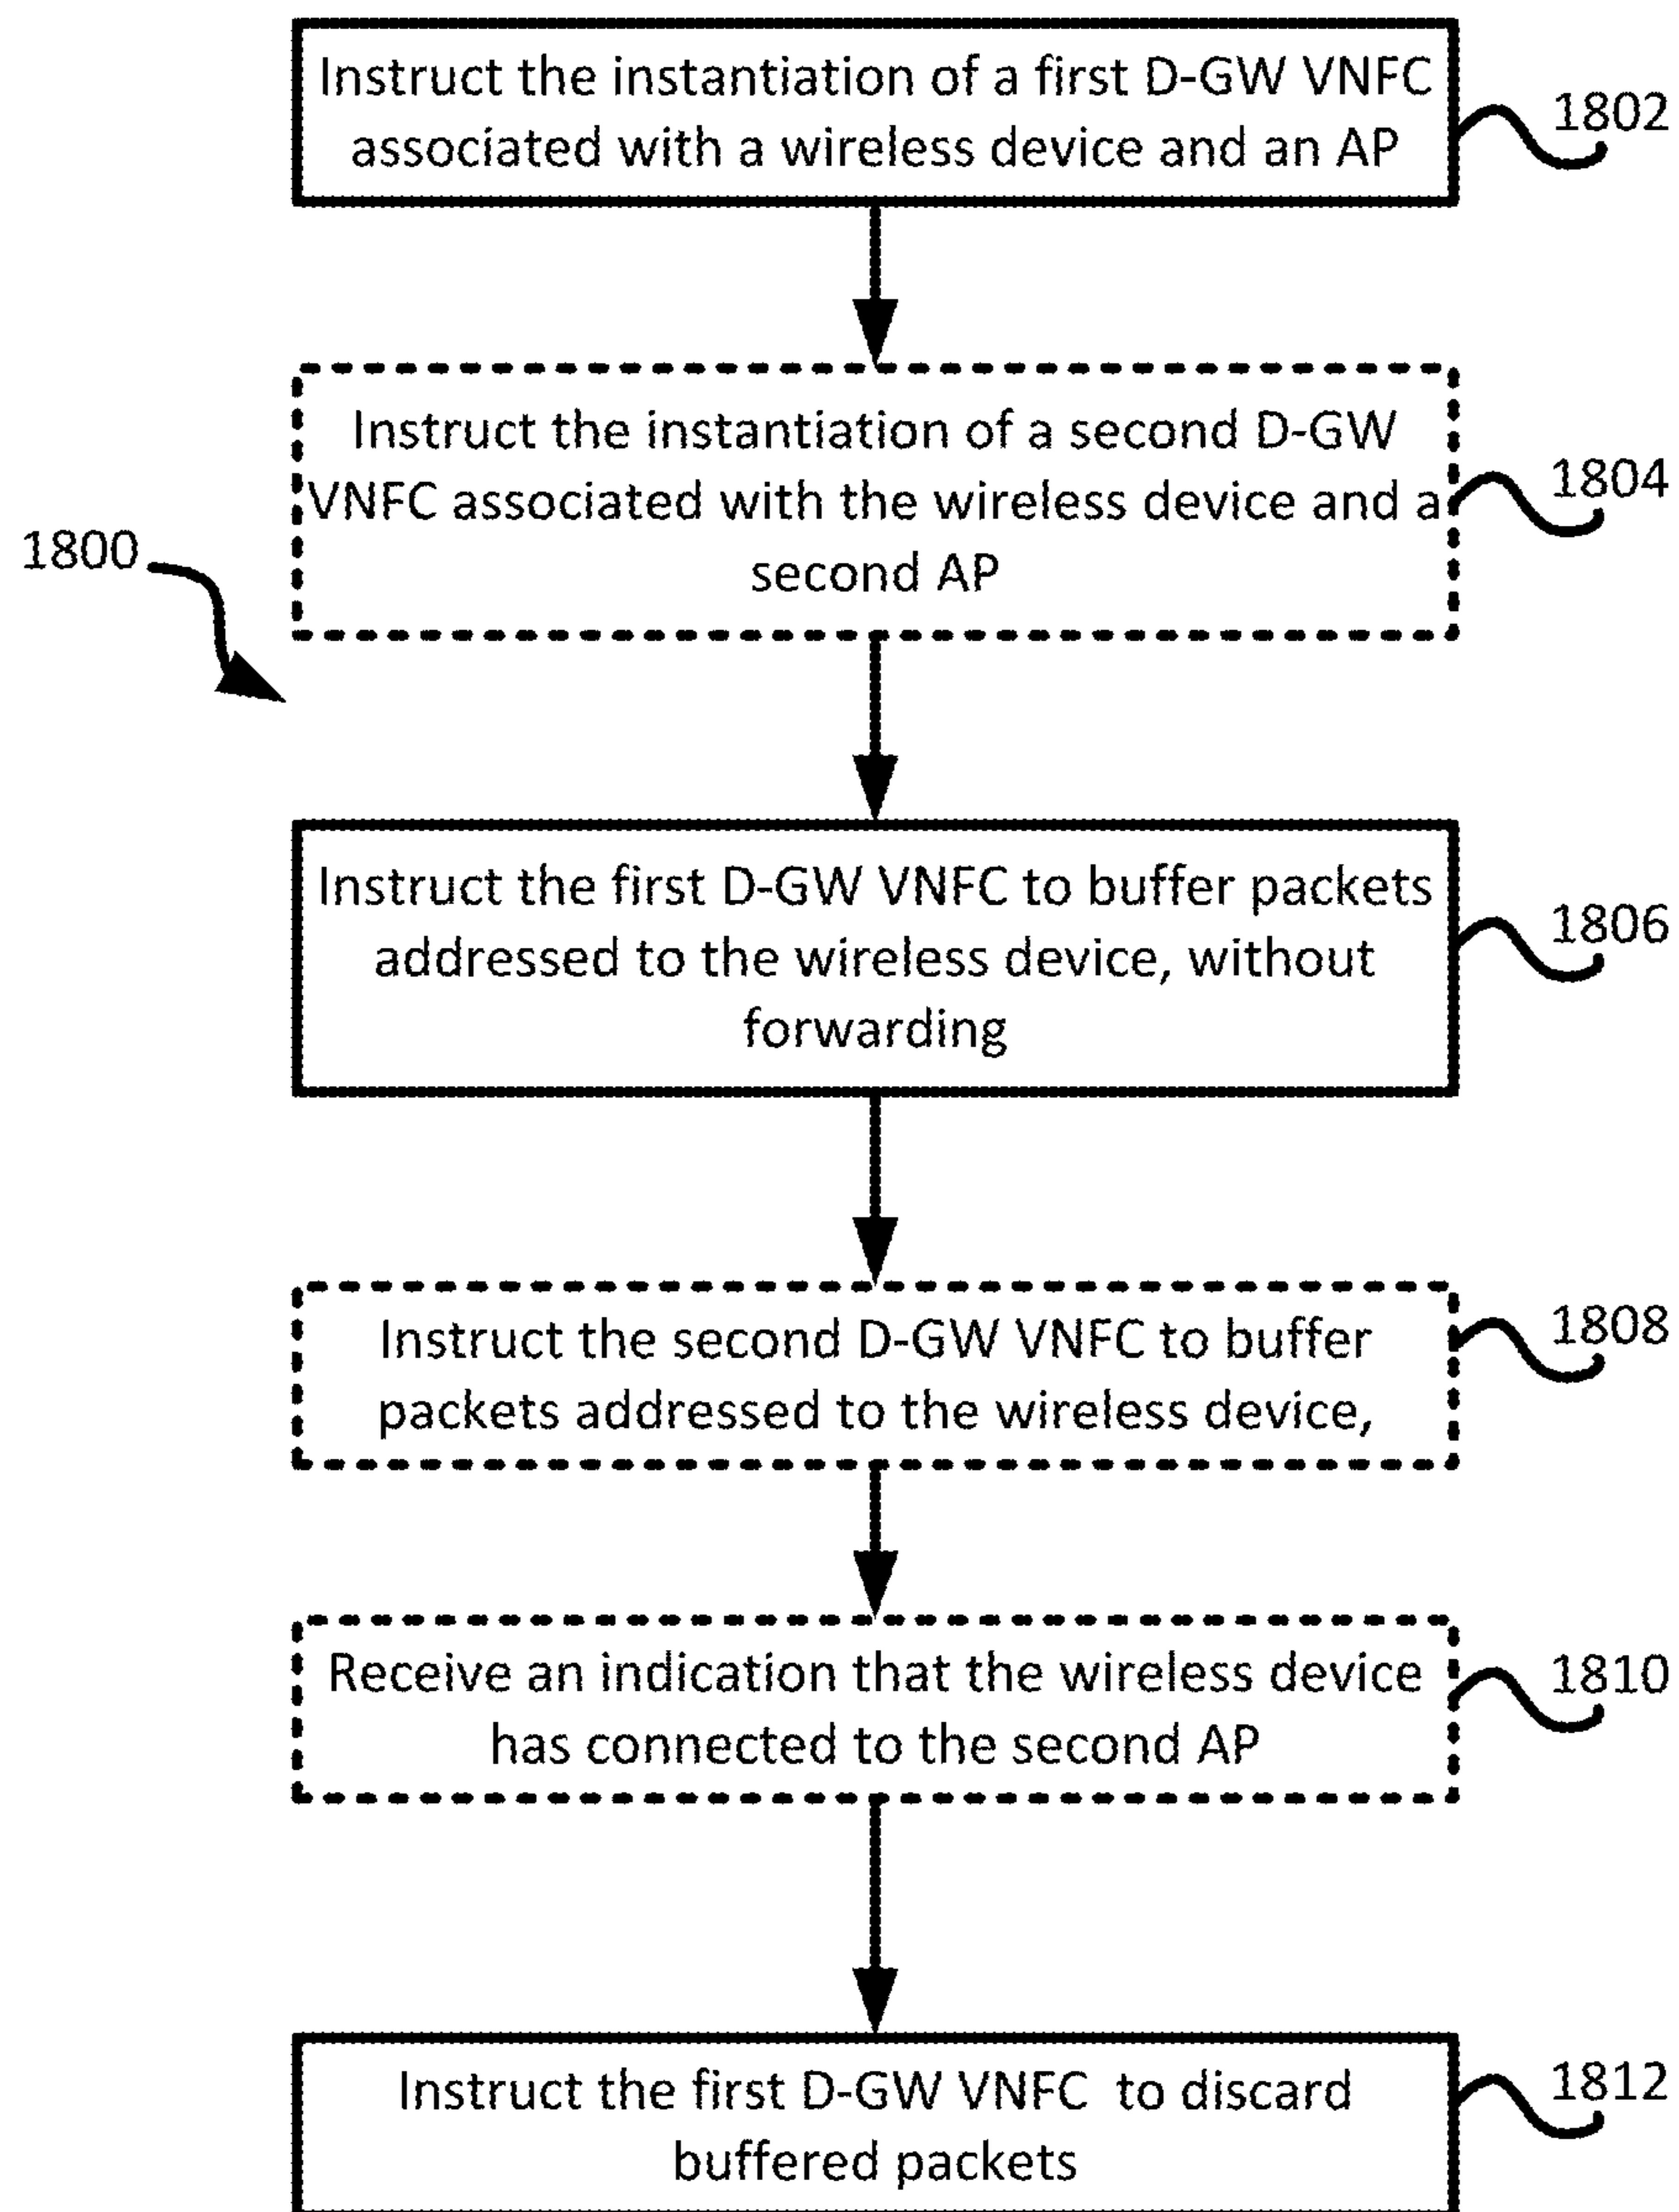 Instruct the instantiation of a first D-GW VNFC
associated with a wireless device and an AP
1802
Instruct the instantiation of a second D-GW
VNFC associated with the wireless device and a
second AP
1804
1800
Instruct the first D-GW VNFC to buffer packets
addressed to the wireless device, without
forwarding
1806
Instruct the second D-GW VNFC to buffer
packets addressed to the wireless device,
1808
Receive an indication that the wireless device
has connected to the second AP
1810
Instruct the first D-GW VNFC to discard
buffered packets
1812